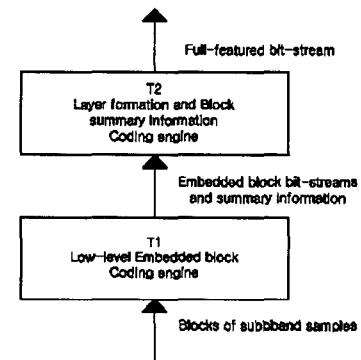 Full-featured bit-stream
T2
Layer formation and Block
summary information
Coding engine
Embedded block bit-streams
and summary information
T1
Low-level Embedded block
Coding engine
Blocks of subbband samples